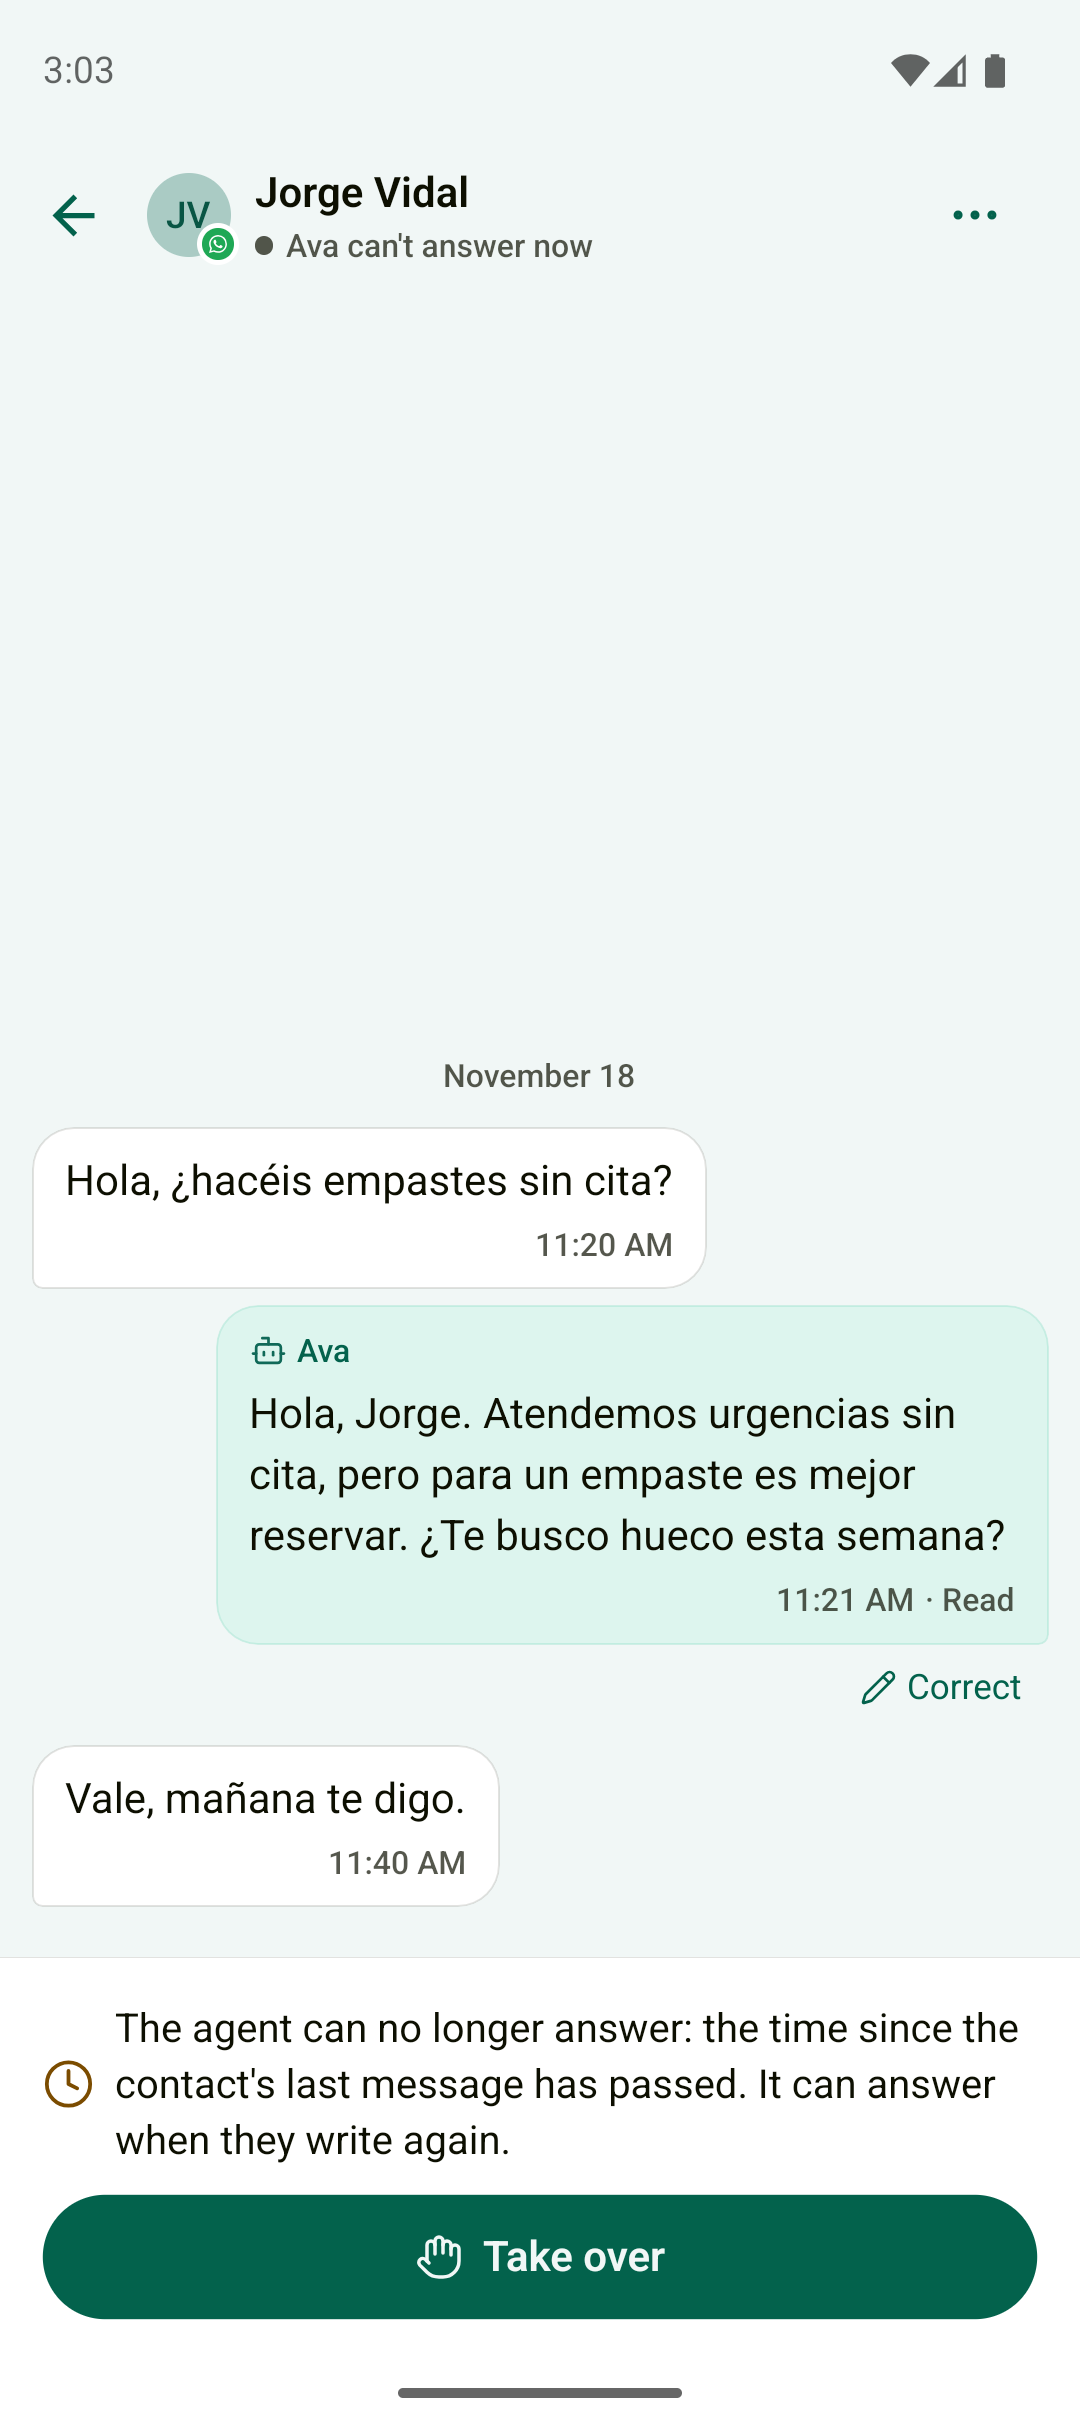 3:03
Jorge Vidal
JV
Ava can't answer now
November 18
Hola, ¿hacéis empastes sin cita?
11:20 AM
Ava
Hola, Jorge. Atendemos urgencias sin
cita, pero para un empaste es mejor
reservar. ¿Te busco hueco esta semana?
11:21 AM · Read
Correct
Vale, mañana te digo.
11:40 AM
The agent can no longer answer: the time since the
contact's last message has passed. It can answer
when they write again.
Take over